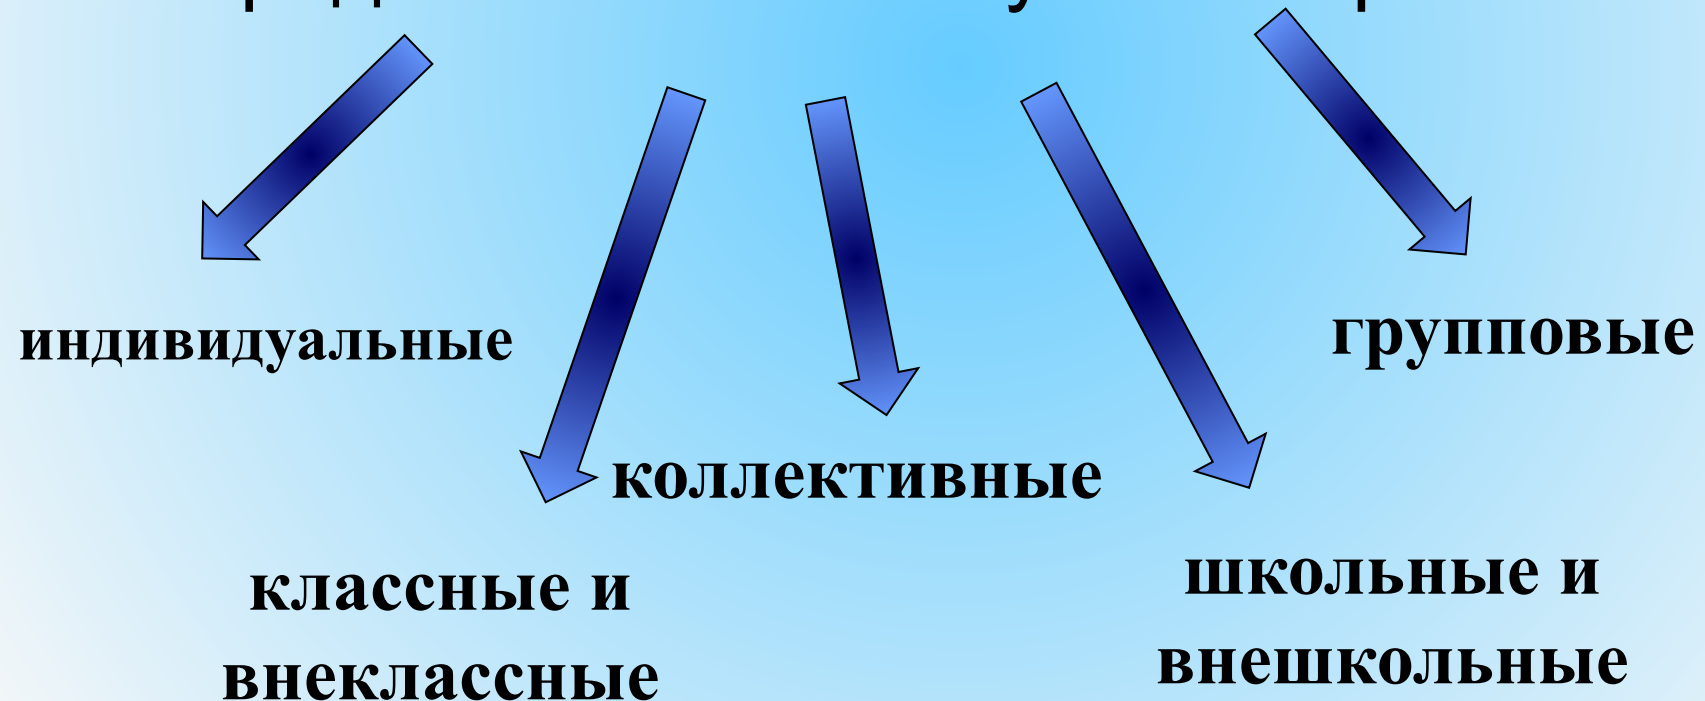 индивидуальные
групповые
коллективные
классные и
внеклассные
школьные и
внешкольные